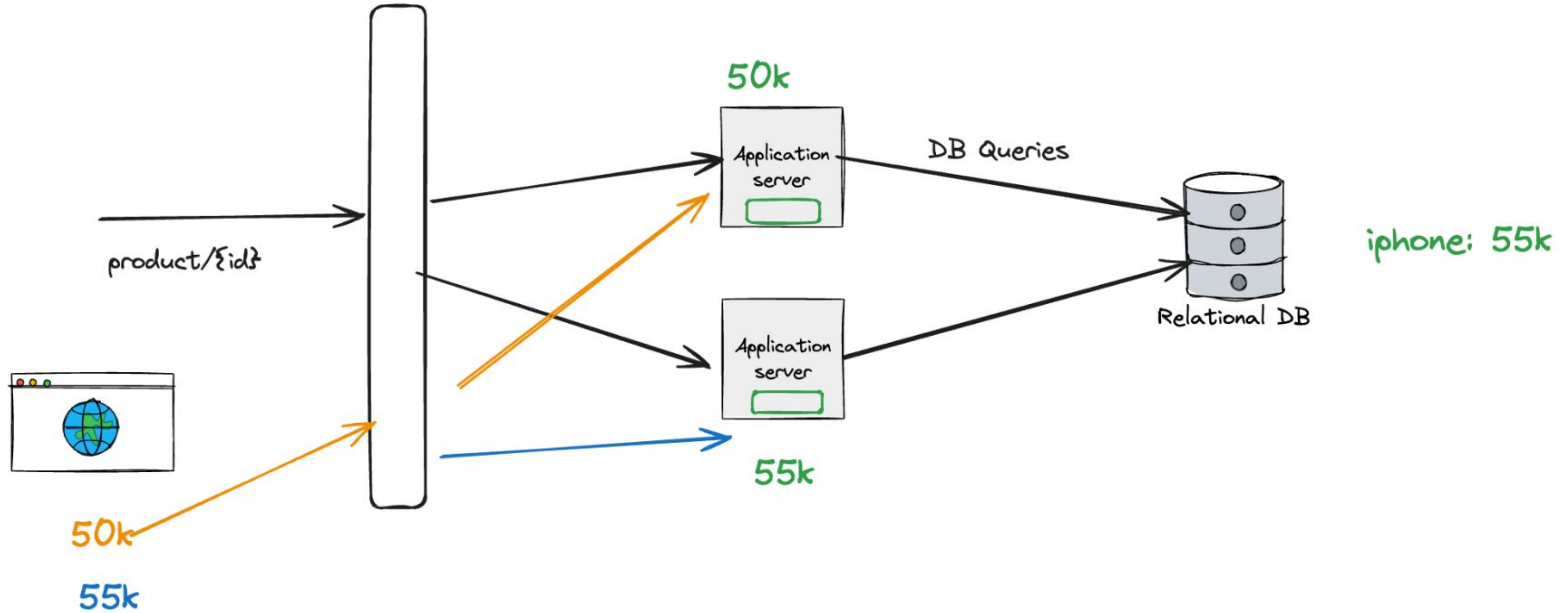 50k
Application
server
DB Queries
product/{id}
iphone: 55k
Relational DB
Application
server
55k
50k
55k